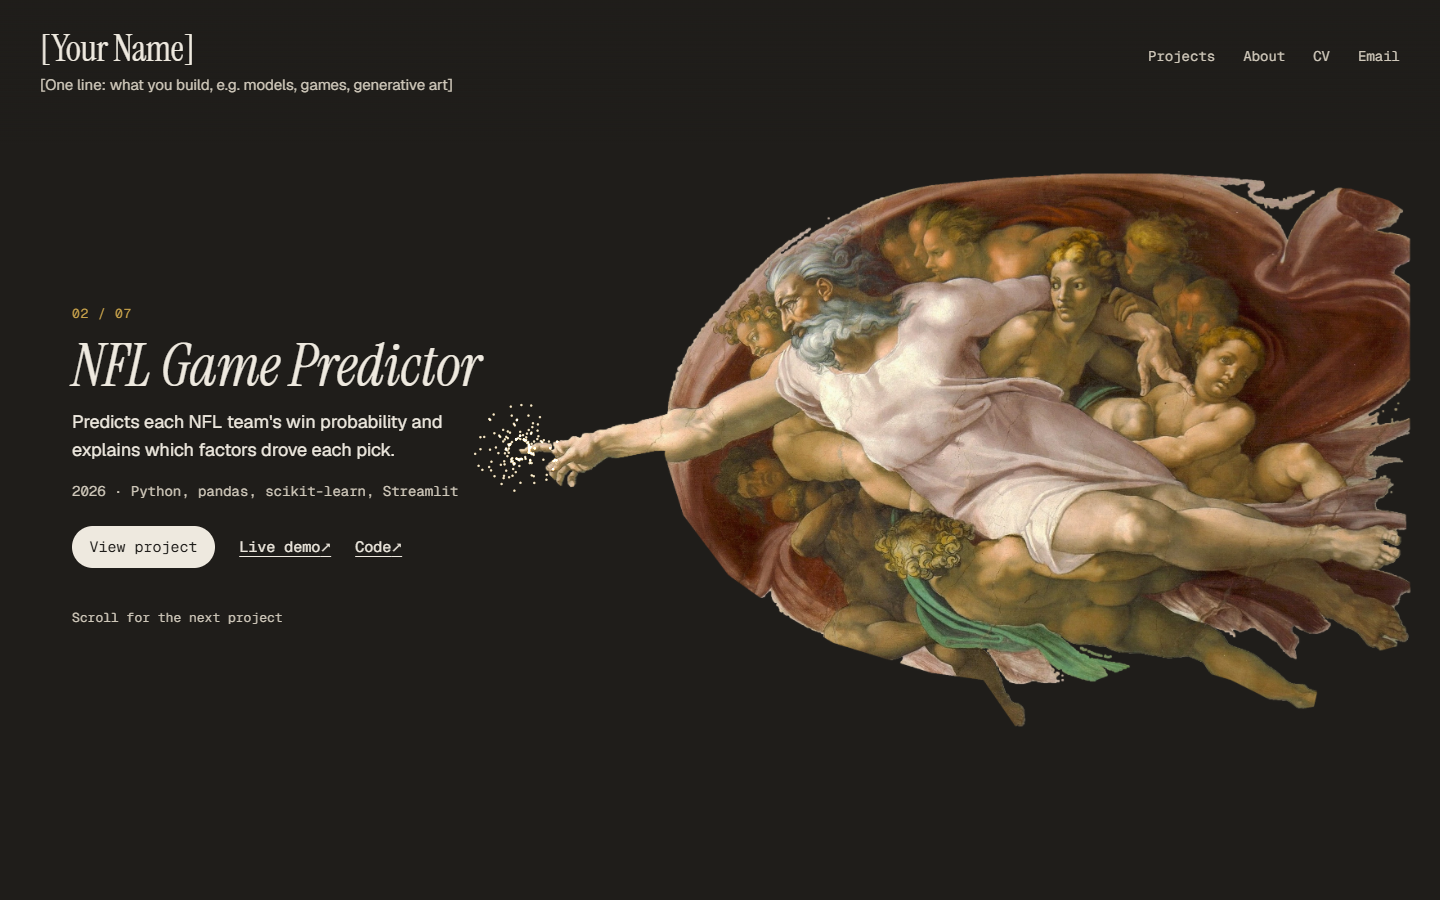 [Your Name]
[One line: what you build, e.g. models, games, generative art]
Projects About CV Email
02 / 07
NFL Game Predictor
Predicts each NFL team's win probability and
explains which factors drove each pick.
2026 · Python, pandas, scikit-learn, Streamlit
View project Live demo↗ Code↗
Scroll for the next project